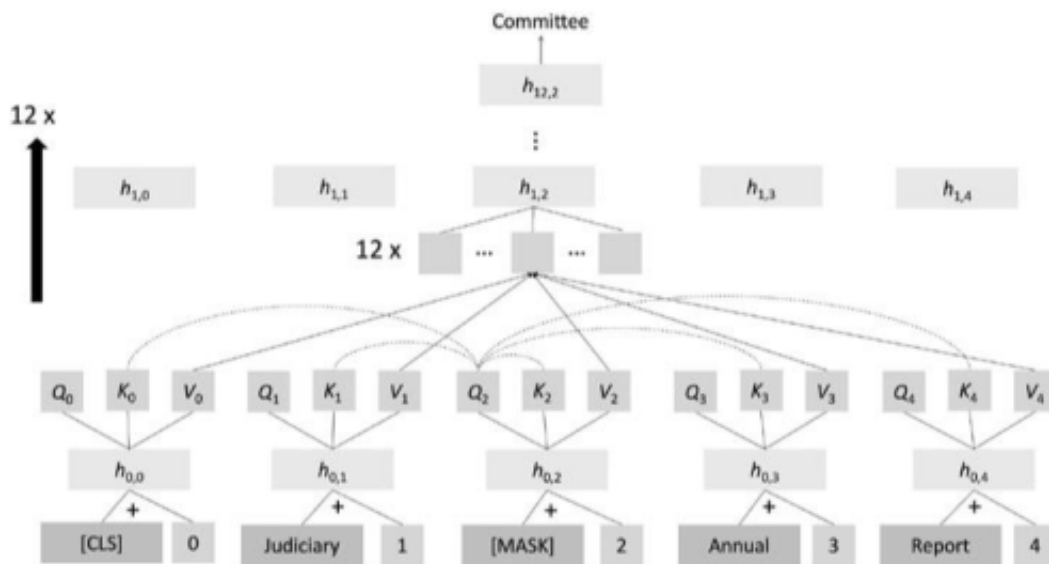 Committee
h12,2
12 x
⋮
h1,0 h1,1 h1,2 h1,3 h1,4
12 x ... ...
Q0 K0 V0 Q1 K1 V1 Q2 K2 V2 Q3 K3 V3 Q4 K4 V4
h0,0 h0,1 h0,2 h0,3 h0,4
+ + + + +
[CLS] 0 Judiciary 1 [MASK] 2 Annual 3 Report 4